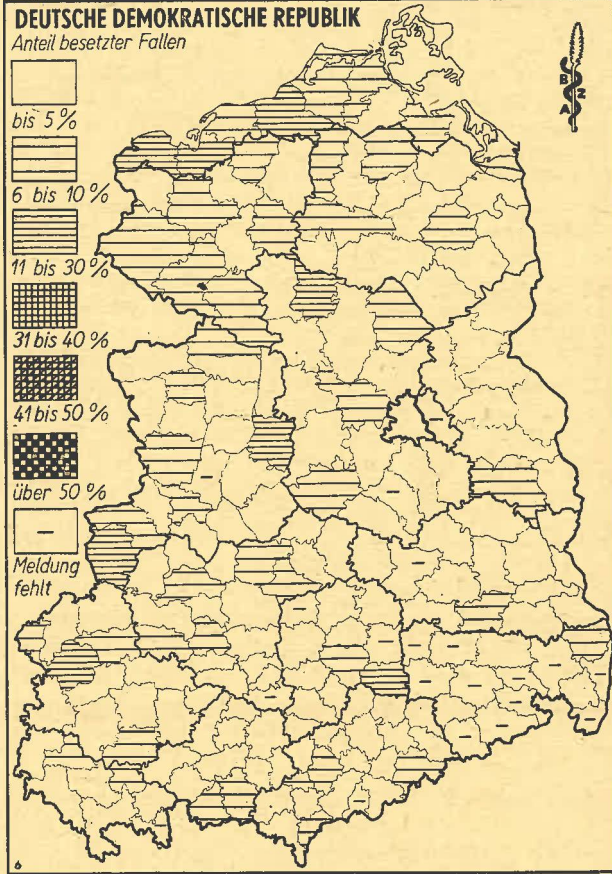 DEUTSCHE DEMOKRATISCHE REPUBLIK
Anteil besetzter Fallen
bis 5 %
6 bis 10 %
11 bis 30 %
31 bis 40 %
41 bis 50 %
über 50 %
Meldung
fehlt
B
Z
A
6